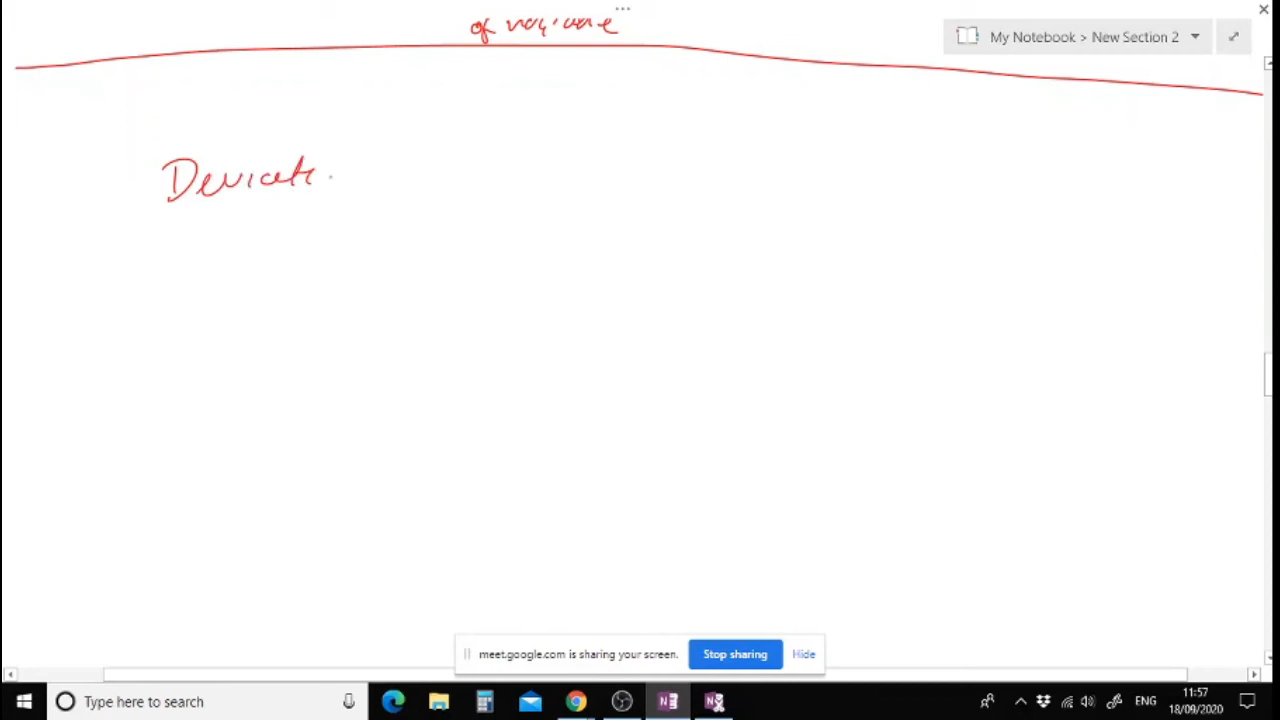 of
My Notebook > New Section 2
meet.google.com is sharing your screen. Stop sharing Hide
Type here to search
ENG
11:57
18/09/2020